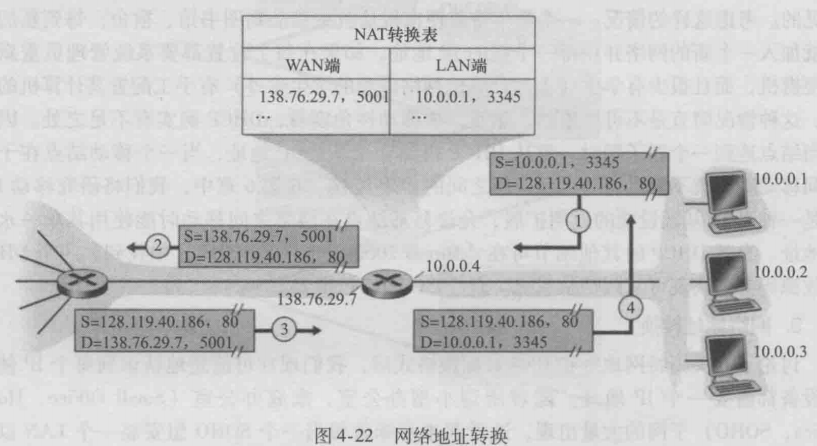 NAT转换表
WAN端 LAN端
138.76.29.7，5001 10.0.0.1，3345
… …
S=10.0.0.1，3345
D=128.119.40.186，80
①
10.0.0.1
②
S=138.76.29.7，5001
D=128.119.40.186，80
10.0.0.4
10.0.0.2
138.76.29.7
S=128.119.40.186，80
D=138.76.29.7，5001
③
S=128.119.40.186，80
D=10.0.0.1，3345
④
10.0.0.3
图 4-22 网络地址转换